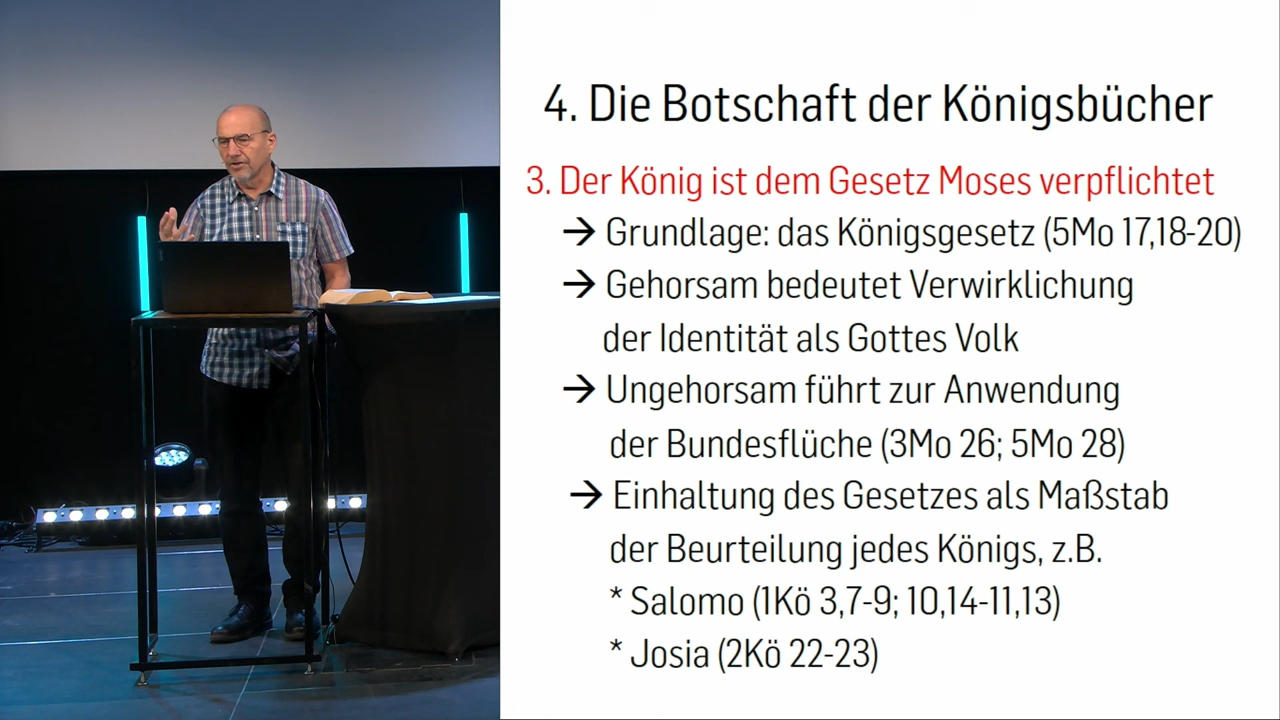 4. Die Botschaft der Königsbücher
3. Der König ist dem Gesetz Moses verpflichtet
→ Grundlage: das Königsgesetz (5Mo 17,18-20)
→ Gehorsam bedeutet Verwirklichung
der Identität als Gottes Volk
→ Ungehorsam führt zur Anwendung
der Bundesflüche (3Mo 26; 5Mo 28)
→ Einhaltung des Gesetzes als Maßstab
der Beurteilung jedes Königs, z.B.
* Salomo (1Kö 3,7-9; 10,14-11,13)
* Josia (2Kö 22-23)